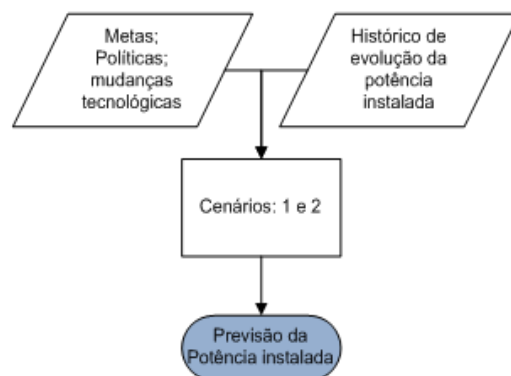 Metas;
Políticas;
mudanças
tecnológicas
Histórico de
evolução da
potência
instalada
Cenários: 1 e 2
Previsão da
Potência instalada